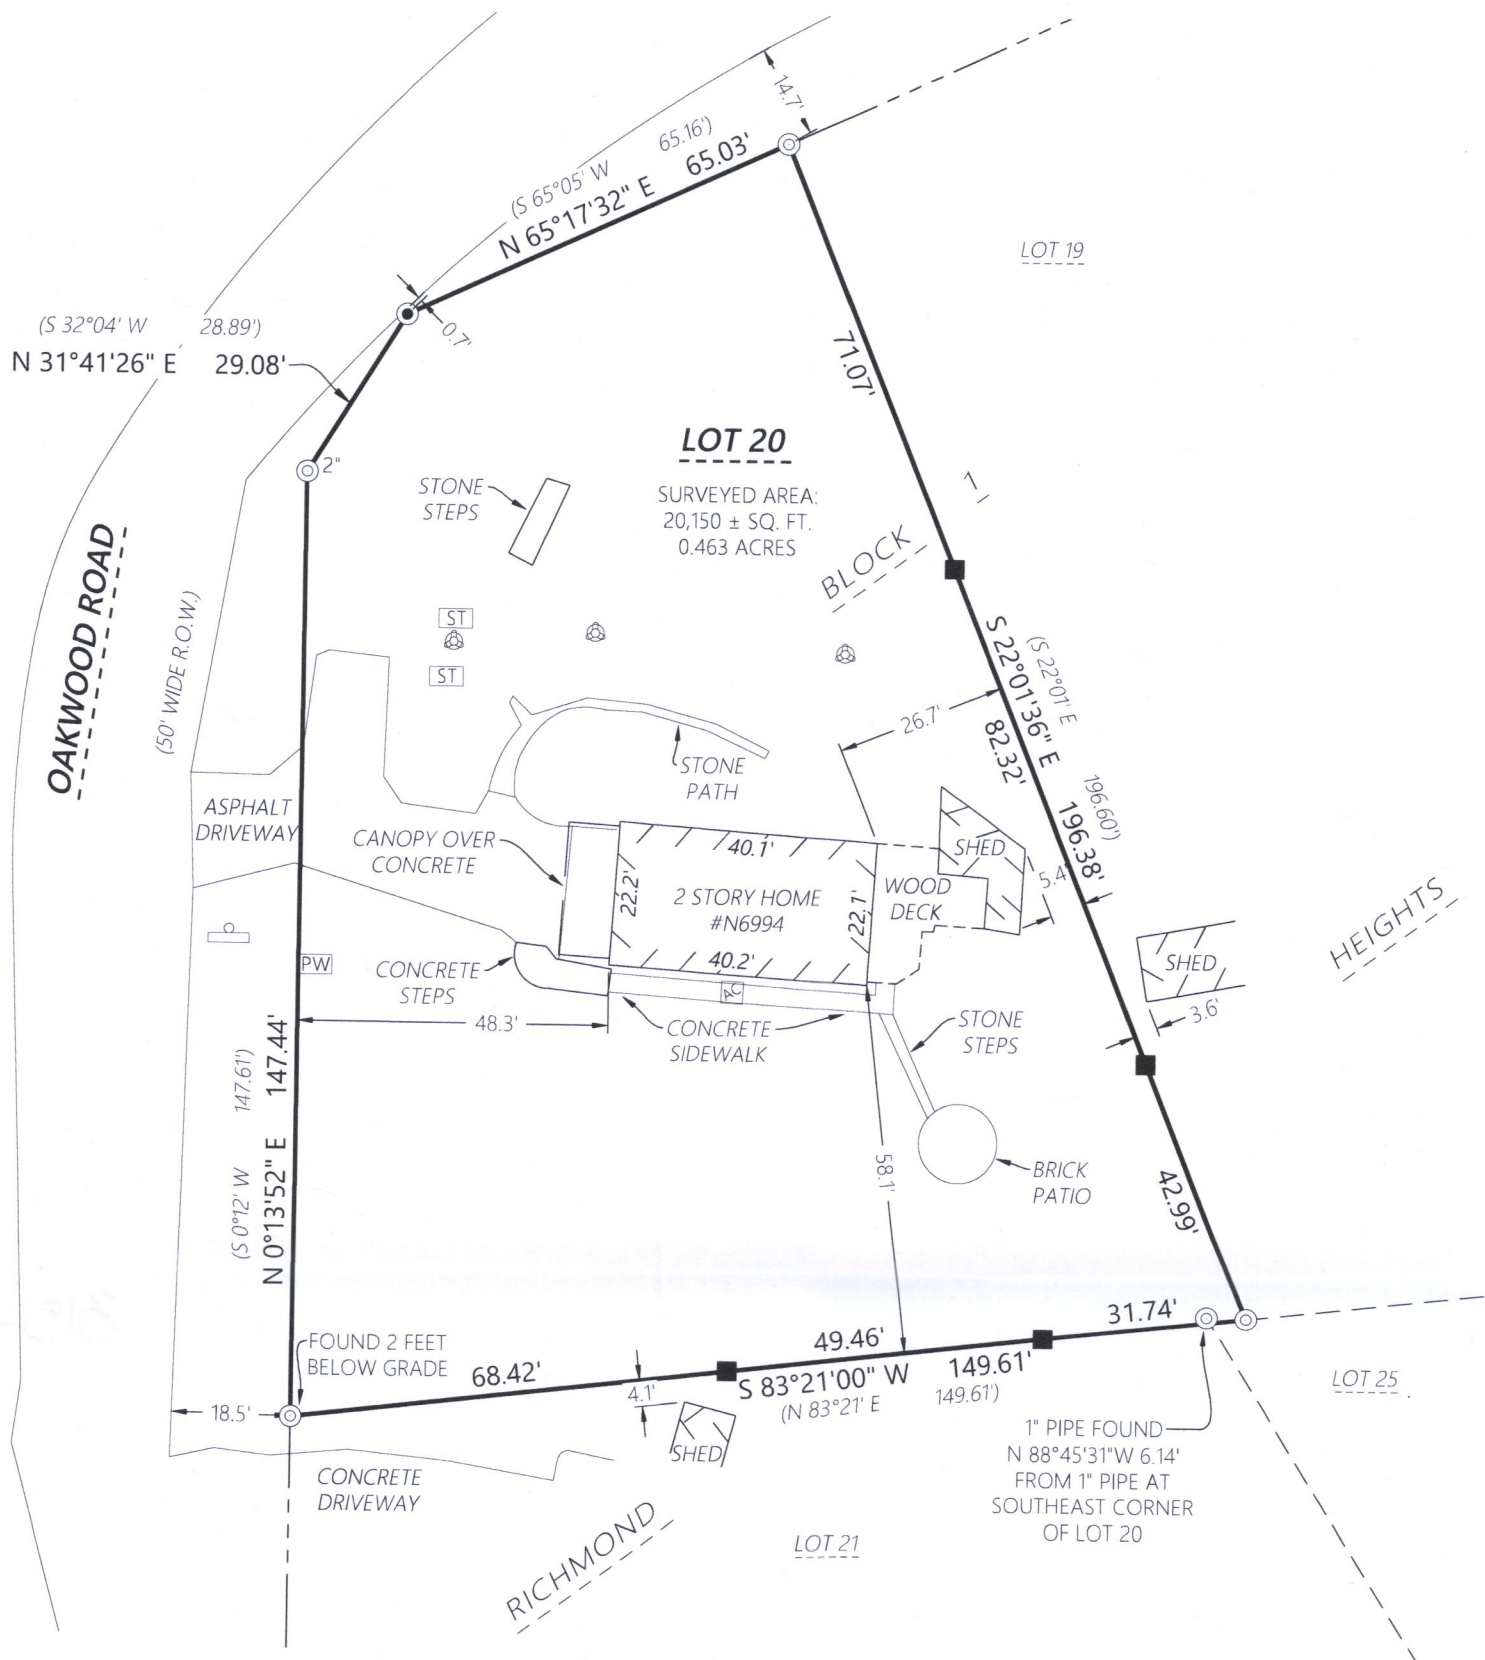 14.7'
(S 65°05' W 65.16')
N 65°17'32" E 65.03'
LOT 19
0.7'
(S 32°04' W 28.89')
N 31°41'26" E 29.08'
71.07'
2"
LOT 20
SURVEYED AREA:
20,150 ± SQ. FT.
0.463 ACRES
STONE
STEPS
BLOCK 1
OAKWOOD ROAD
(50' WIDE R.O.W.)
ST
ST
S 22°01'36" E 196.38'
(S 22°01' E 196.60')
82.32'
26.7'
STONE
PATH
ASPHALT
DRIVEWAY
CANOPY OVER
CONCRETE
40.1'
22.2'
2 STORY HOME
#N6994
22.1'
40.2'
SHED
WOOD
DECK
5.4'
HEIGHTS
SHED
3.6'
PW
CONCRETE
STEPS
AC
48.3'
CONCRETE
SIDEWALK
STONE
STEPS
(S 0°12' W 147.61')
N 0°13'52" E 147.44'
58.1'
BRICK
PATIO
42.99'
FOUND 2 FEET
BELOW GRADE
68.42'
49.46'
31.74'
S 83°21'00" W 149.61'
(N 83°21' E 149.61')
4.1'
18.5'
SHED
LOT 25
1" PIPE FOUND
N 88°45'31"W 6.14'
FROM 1" PIPE AT
SOUTHEAST CORNER
OF LOT 20
CONCRETE
DRIVEWAY
RICHMOND
LOT 21